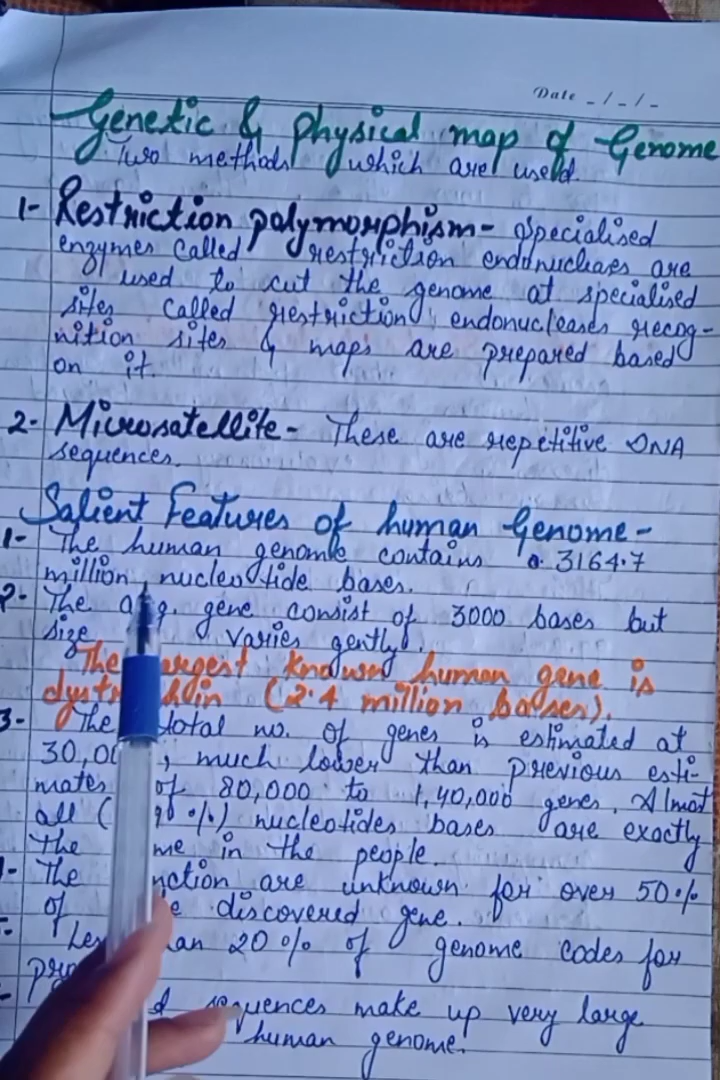 Date _/_/_
Genetic & physical map of Genome
Two methods which are used.
1- Restriction polymorphism- specialised
enzymes called restriction endonucleases are
used to cut the genome at specialised
sites called restriction endonucleases recog-
nition sites & maps are prepared based
on it.
2- Microsatellite- These are repetitive DNA
sequences.
Salient Features of human Genome-
1- The human genome contains 3164.7
million nucleotide bases.
2- The gene consist of 3000 bases but
size varies gently.
The known human gene is
(2.4 million bases).
3- The total no. of genes is estimated at
much lower than previous esti-
mates of 80,000 to 1,40,000 genes. Almost
all nucleotides bases are exactly
the in the people.
The are unknown for over 50%
of discovered gene.
20% of genome codes for
sequences make up very large
human genome.